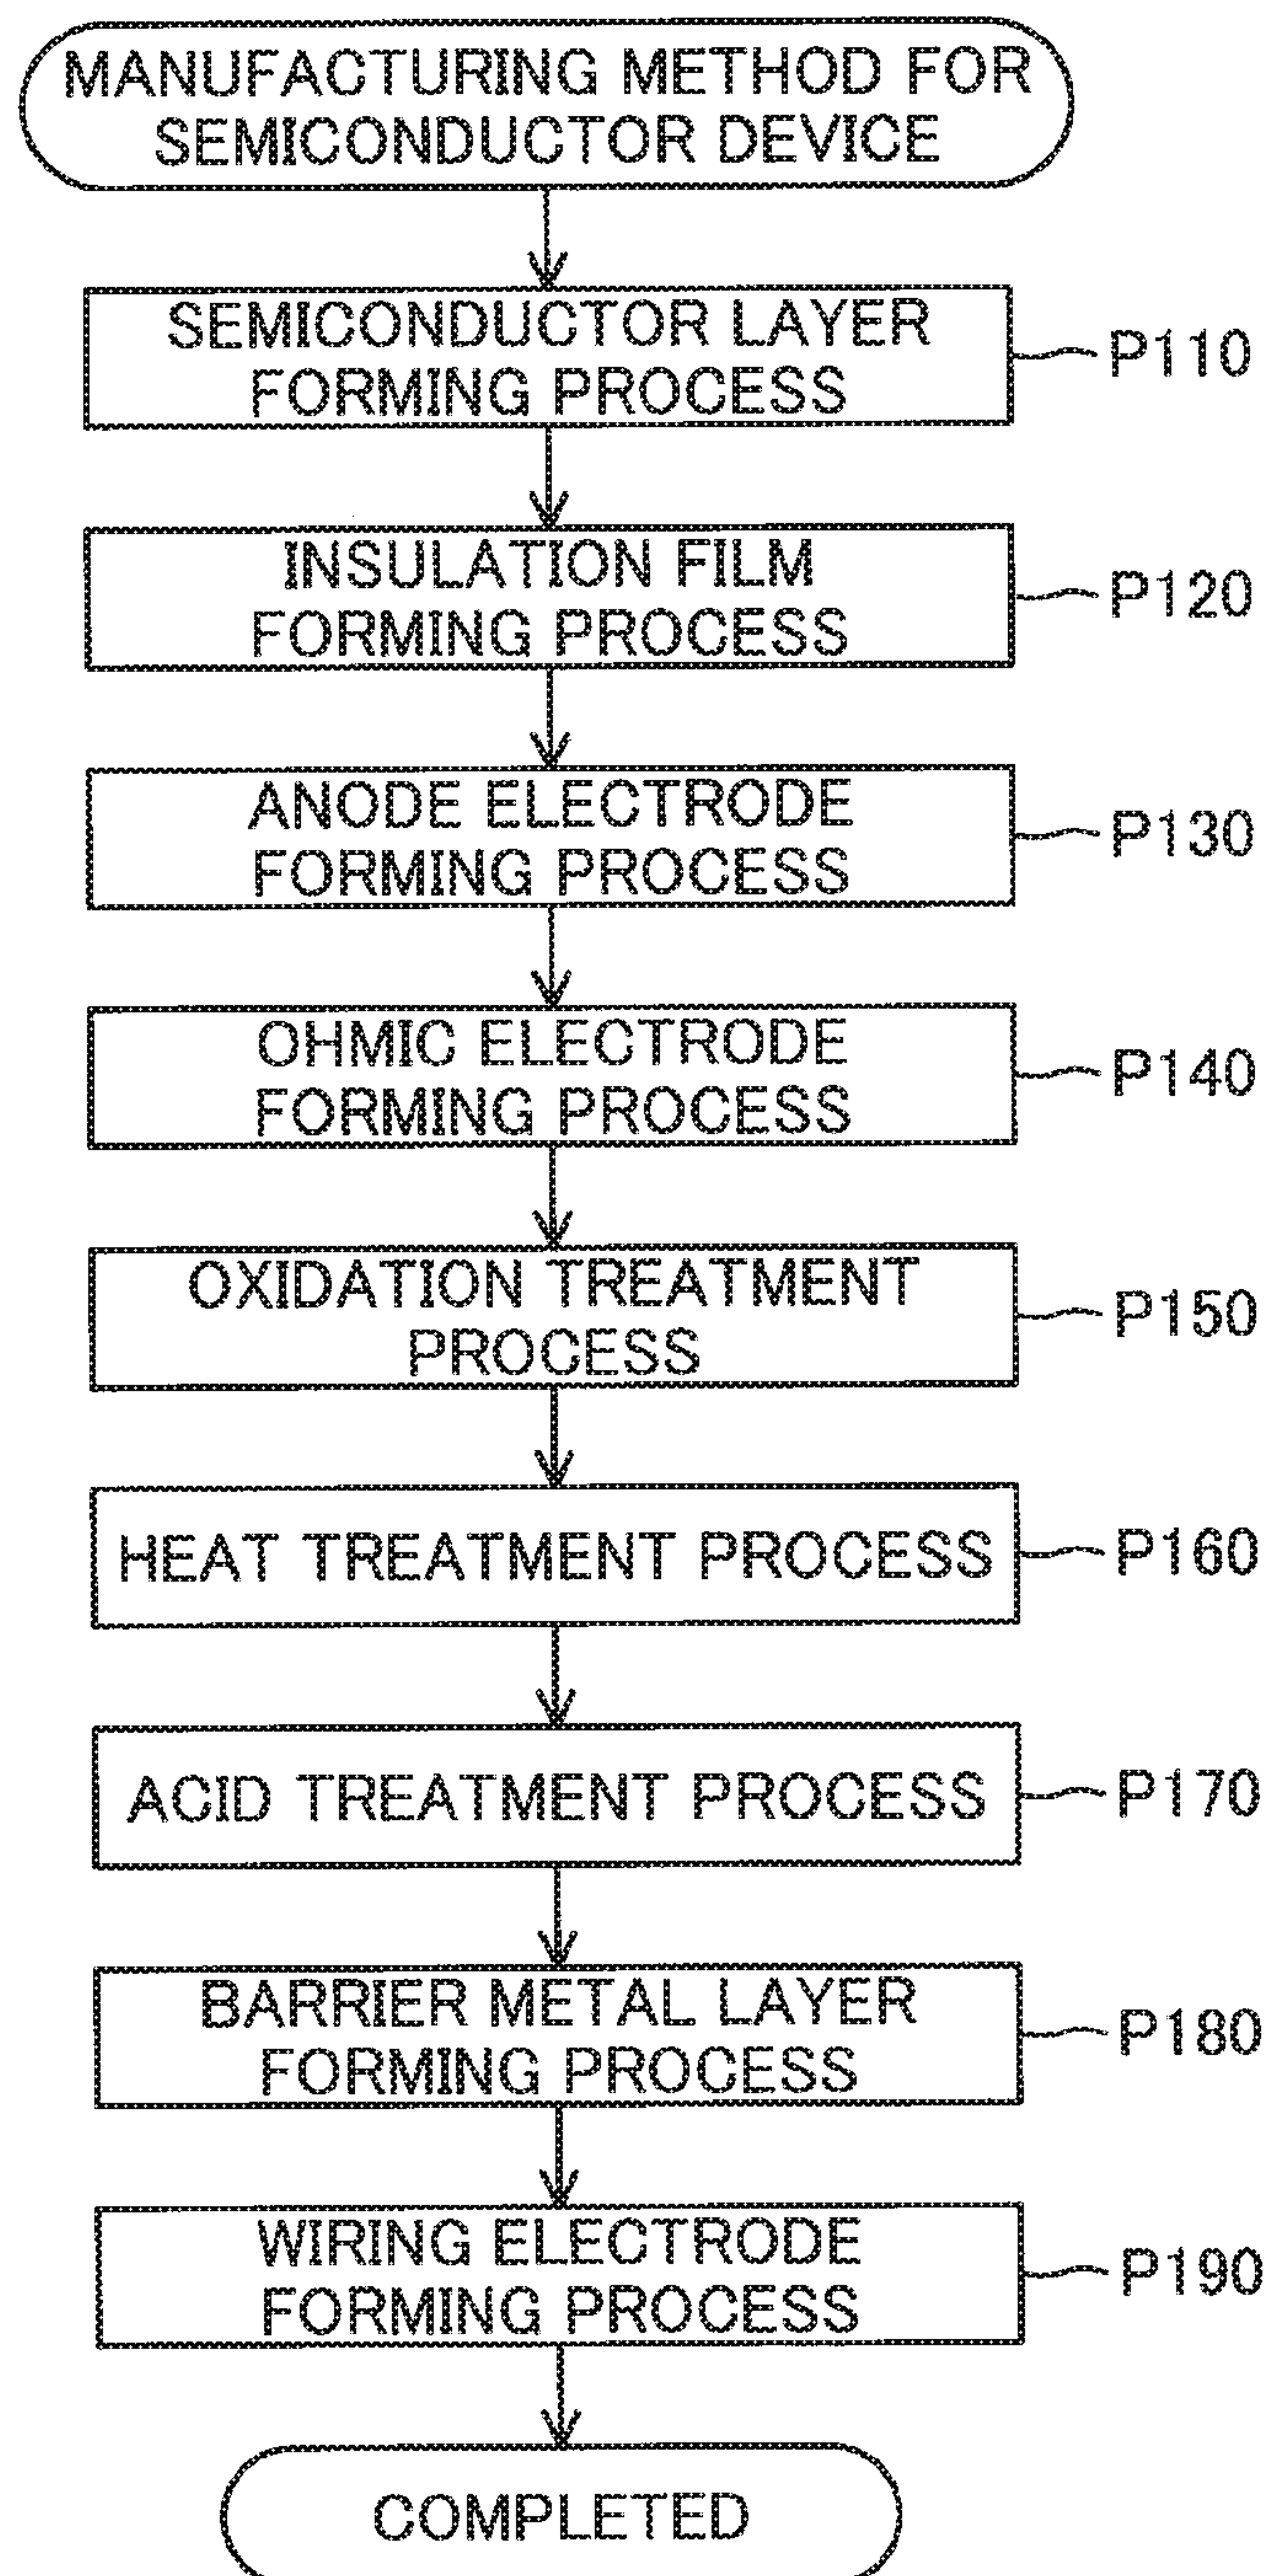 MANUFACTURING METHOD FOR
SEMICONDUCTOR DEVICE
SEMICONDUCTOR LAYER
FORMING PROCESS
P110
INSULATION FILM
FORMING PROCESS
P120
ANODE ELECTRODE
FORMING PROCESS
P130
OHMIC ELECTRODE
FORMING PROCESS
P140
OXIDATION TREATMENT
PROCESS
P150
HEAT TREATMENT PROCESS
P160
ACID TREATMENT PROCESS
P170
BARRIER METAL LAYER
FORMING PROCESS
P180
WIRING ELECTRODE
FORMING PROCESS
P190
COMPLETED